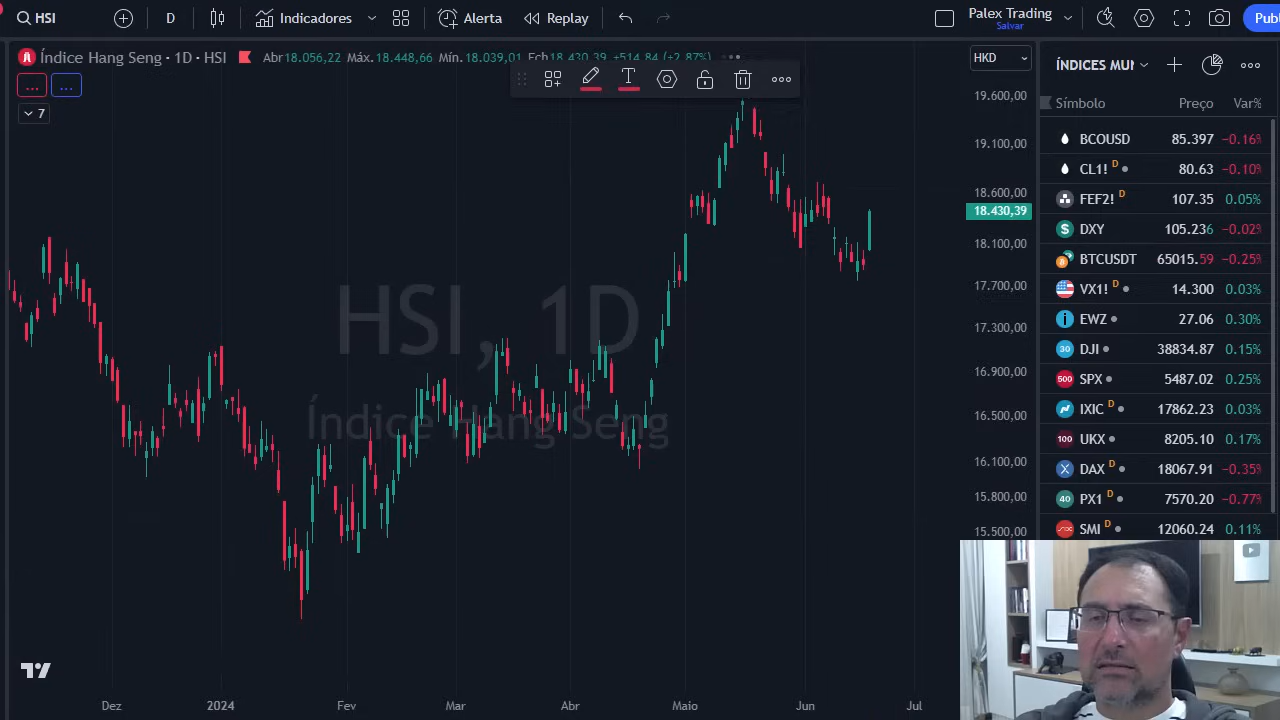 HSI D Indicadores Alerta Replay Palex Trading Salvar Publ
Índice Hang Seng · 1D · HSI Abr18.056,22 Máx.18.448,66 Mín.18.039,01 Fch18.430,39 +514,84 (+2,87%)
... ...
7
HKD
19.600,00
19.100,00
18.600,00
18.430,39
18.100,00
17.700,00
17.300,00
16.900,00
16.500,00
16.100,00
15.800,00
15.500,00
HSI, 1D
Índice Hang Seng
Dez 2024 Fev Mar Abr Maio Jun Jul
ÍNDICES MUN
Símbolo Preço Var%
BCOUSD 85.397 −0.16%
CL1! D 80.63 −0.10%
FEF2! D 107.35 0.05%
DXY 105.236 −0.02%
BTCUSDT 65015.59 −0.25%
VX1! D 14.300 0.03%
EWZ 27.06 0.30%
30 DJI 38834.87 0.15%
500 SPX 5487.02 0.25%
IXIC D 17862.23 0.03%
100 UKX 8205.10 0.17%
X DAX D 18067.91 −0.35%
40 PX1 D 7570.20 −0.77%
SMI D 12060.24 0.11%